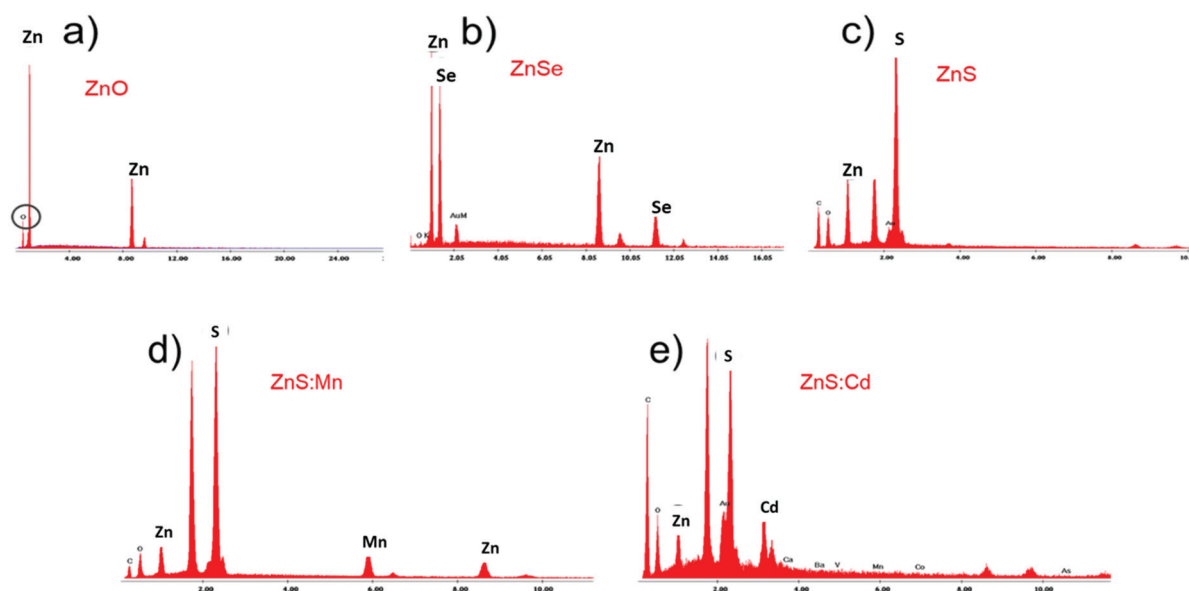 a)
Zn
ZnO
Zn
O
4.00 8.00 12.00 16.00 20.00 24.00
b)
Zn
ZnSe
Se
Zn
Se
AuM
O K
2.05 4.05 6.05 8.05 10.05 12.05 14.05 16.05
c)
S
ZnS
Zn
C
O
Au
2.00 4.00 6.00 8.00 10.
d)
S
ZnS:Mn
Zn
Mn
Zn
O
C
2.00 4.00 6.00 8.00 10.00
e)
S
ZnS:Cd
C
O
Zn
Au
Cd
Ca
Ba V Mn Co As
2.00 4.00 6.00 8.00 10.00